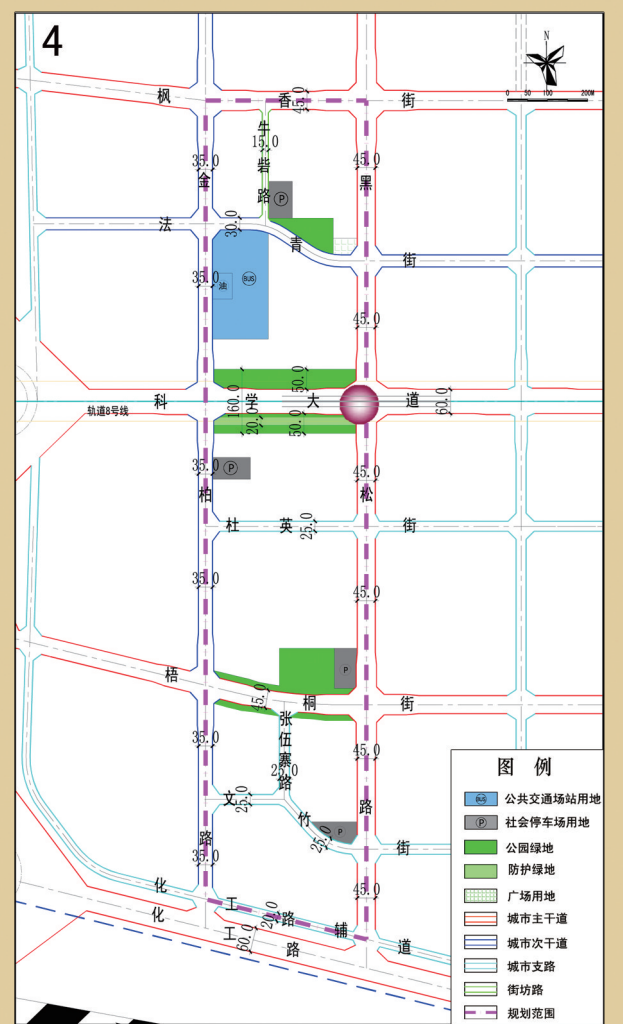 4
N
0 50 100 200M
枫香街
45.0
牛砦路
15.0
35.0
45.0
金柏路
黑松路
P
法青街
30.0
35.0
油
BUS
45.0
50.0
160.0
科学大道
60.0
轨道8号线
20.0
50.0
35.0
P
45.0
杜英街
25.0
35.0
45.0
P
梧桐街
45.0
张伍寨路
25.0
35.0
45.0
文竹街
25.0
25.0
P
35.0
45.0
化工路辅道
20.0
化工路
60.0
图 例
BUS 公共交通场站用地
P 社会停车场用地
公园绿地
防护绿地
广场用地
城市主干道
城市次干道
城市支路
街坊路
规划范围